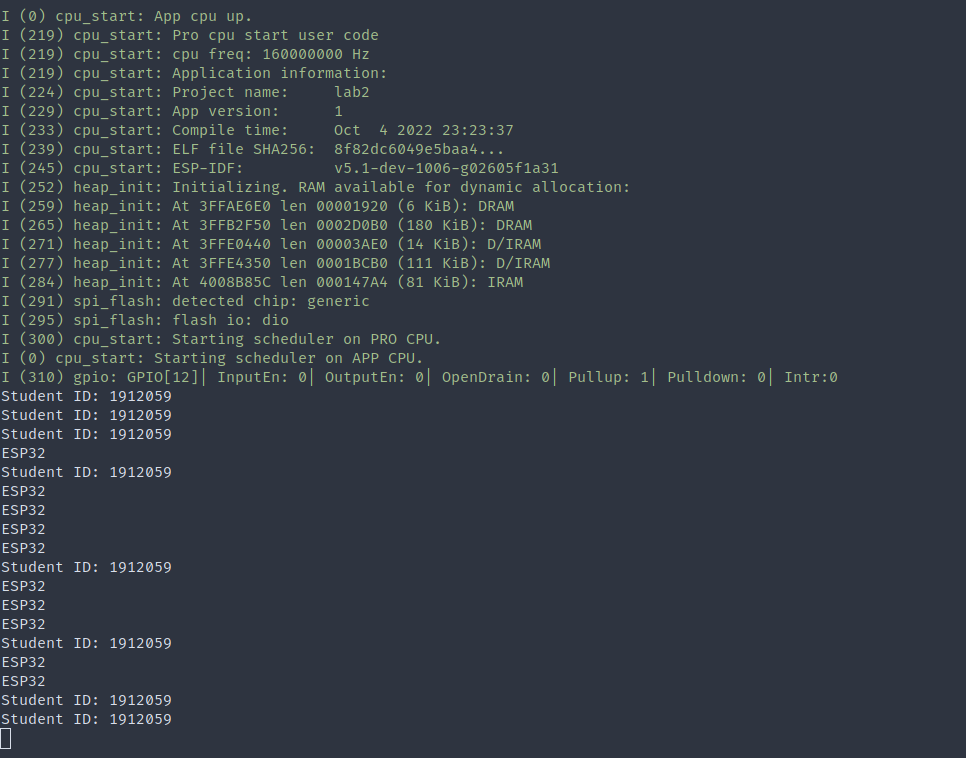 I (0) cpu_start: App cpu up.
I (219) cpu_start: Pro cpu start user code
I (219) cpu_start: cpu freq: 160000000 Hz
I (219) cpu_start: Application information:
I (224) cpu_start: Project name:     lab2
I (229) cpu_start: App version:      1
I (233) cpu_start: Compile time:     Oct  4 2022 23:23:37
I (239) cpu_start: ELF file SHA256:  8f82dc6049e5baa4...
I (245) cpu_start: ESP-IDF:          v5.1-dev-1006-g02605f1a31
I (252) heap_init: Initializing. RAM available for dynamic allocation:
I (259) heap_init: At 3FFAE6E0 len 00001920 (6 KiB): DRAM
I (265) heap_init: At 3FFB2F50 len 0002D0B0 (180 KiB): DRAM
I (271) heap_init: At 3FFE0440 len 00003AE0 (14 KiB): D/IRAM
I (277) heap_init: At 3FFE4350 len 0001BCB0 (111 KiB): D/IRAM
I (284) heap_init: At 4008B85C len 000147A4 (81 KiB): IRAM
I (291) spi_flash: detected chip: generic
I (295) spi_flash: flash io: dio
I (300) cpu_start: Starting scheduler on PRO CPU.
I (0) cpu_start: Starting scheduler on APP CPU.
I (310) gpio: GPIO[12]| InputEn: 0| OutputEn: 0| OpenDrain: 0| Pullup: 1| Pulldown: 0| Intr:0
Student ID: 1912059
Student ID: 1912059
Student ID: 1912059
ESP32
Student ID: 1912059
ESP32
ESP32
ESP32
ESP32
Student ID: 1912059
ESP32
ESP32
ESP32
Student ID: 1912059
ESP32
ESP32
Student ID: 1912059
Student ID: 1912059